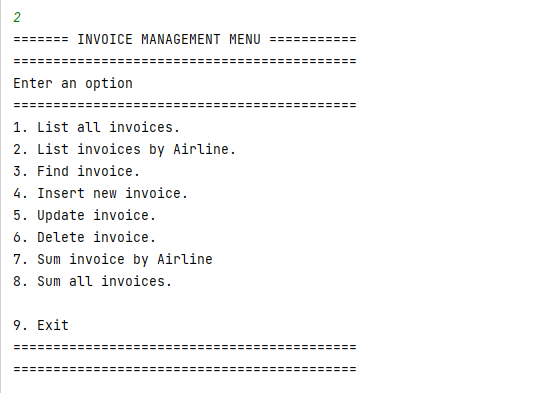 2
======= INVOICE MANAGEMENT MENU ===========
===========================================
Enter an option
===========================================
1. List all invoices.
2. List invoices by Airline.
3. Find invoice.
4. Insert new invoice.
5. Update invoice.
6. Delete invoice.
7. Sum invoice by Airline
8. Sum all invoices.
9. Exit
===========================================
===========================================